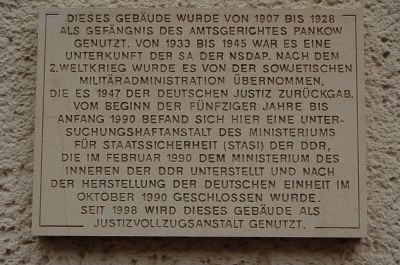 DIESES GEBÄUDE WURDE VON 1907 BIS 1928
ALS GEFÄNGNIS DES AMTSGERICHTES PANKOW
GENUTZT. VON 1933 BIS 1945 WAR ES EINE
UNTERKUNFT DER SA DER NSDAP. NACH DEM
2.WELTKRIEG WURDE ES VON DER SOWJETISCHEN
MILITÄRADMINISTRATION ÜBERNOMMEN,
DIE ES 1947 DER DEUTSCHEN JUSTIZ ZURÜCKGAB.
VOM BEGINN DER FÜNFZIGER JAHRE BIS
ANFANG 1990 BEFAND SICH HIER EINE UNTER-
SUCHUNGSHAFTANSTALT DES MINISTERIUMS
FÜR STAATSSICHERHEIT (STASI) DER DDR,
DIE IM FEBRUAR 1990 DEM MINISTERIUM DES
INNEREN DER DDR UNTERSTELLT UND NACH
DER HERSTELLUNG DER DEUTSCHEN EINHEIT IM
OKTOBER 1990 GESCHLOSSEN WURDE.
SEIT 1998 WIRD DIESES GEBÄUDE ALS
JUSTIZVOLLZUGSANSTALT GENUTZT.